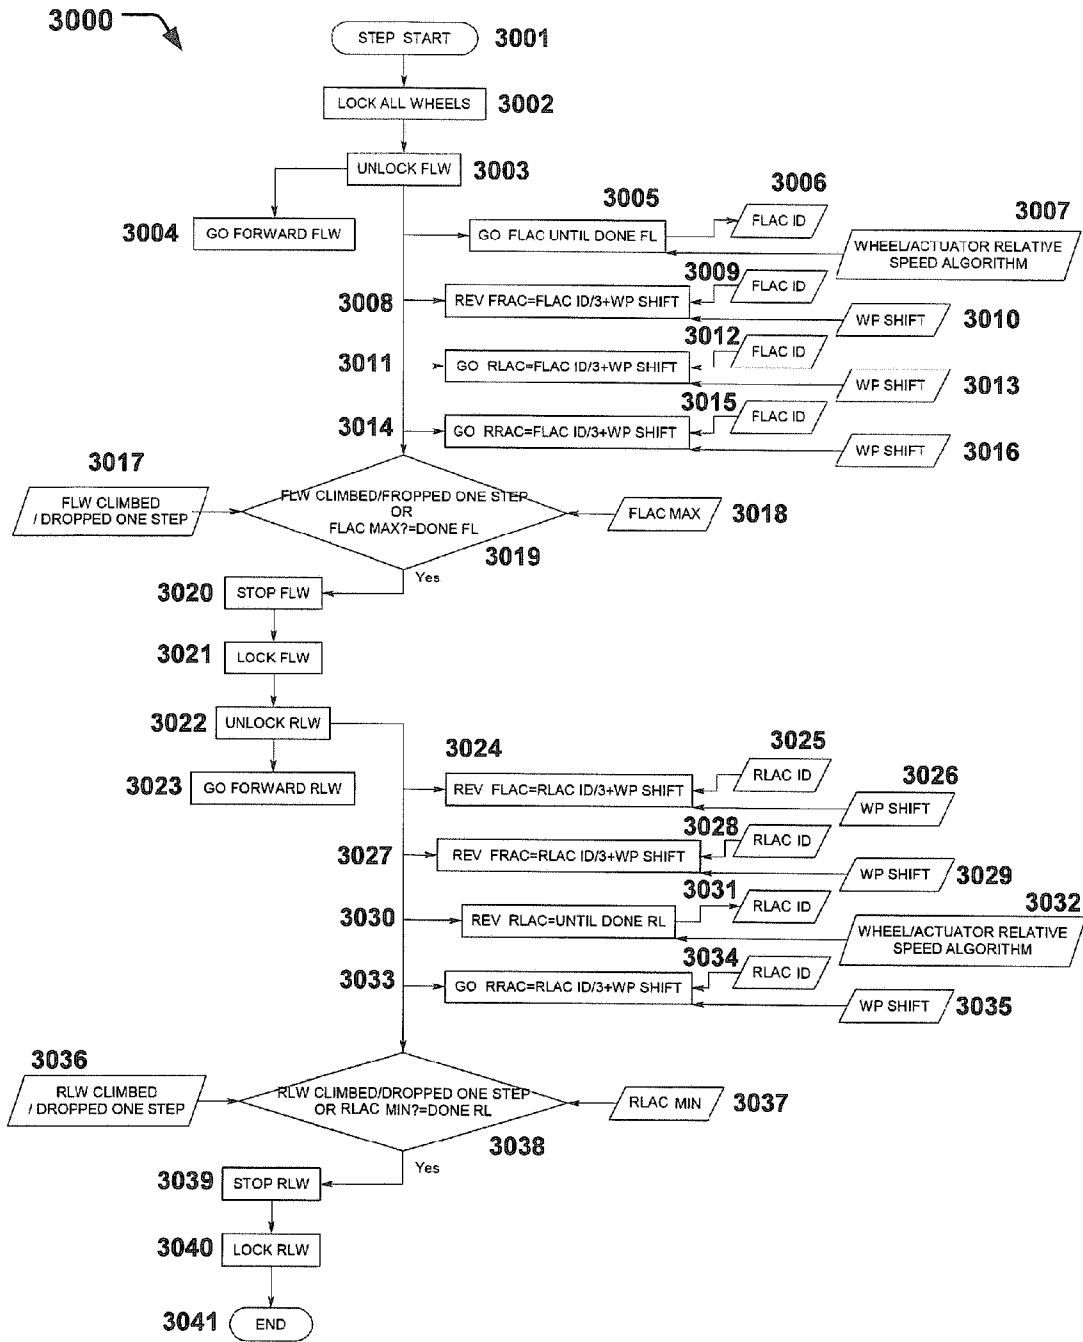 3000
STEP START
3001
LOCK ALL WHEELS
3002
UNLOCK FLW
3003
3004
GO FORWARD FLW
3005
GO FLAC UNTIL DONE FL
3006
FLAC ID
3007
WHEEL/ACTUATOR RELATIVE
SPEED ALGORITHM
3008
REV FRAC=FLAC ID/3+WP SHIFT
3009
FLAC ID
WP SHIFT
3010
3011
GO RLAC=FLAC ID/3+WP SHIFT
3012
FLAC ID
WP SHIFT
3013
3014
GO RRAC=FLAC ID/3+WP SHIFT
3015
FLAC ID
WP SHIFT
3016
3017
FLW CLIMBED
/ DROPPED ONE STEP
FLW CLIMBED/FROPPED ONE STEP
OR
FLAC MAX?=DONE FL
FLAC MAX
3018
3019
Yes
3020
STOP FLW
3021
LOCK FLW
3022
UNLOCK RLW
3023
GO FORWARD RLW
3024
REV FLAC=RLAC ID/3+WP SHIFT
3025
RLAC ID
3026
WP SHIFT
3027
REV FRAC=RLAC ID/3+WP SHIFT
3028
RLAC ID
WP SHIFT
3029
3030
REV RLAC=UNTIL DONE RL
3031
RLAC ID
3032
WHEEL/ACTUATOR RELATIVE
SPEED ALGORITHM
3033
GO RRAC=RLAC ID/3+WP SHIFT
3034
RLAC ID
WP SHIFT
3035
3036
RLW CLIMBED
/ DROPPED ONE STEP
RLW CLIMBED/DROPPED ONE STEP
OR RLAC MIN?=DONE RL
RLAC MIN
3037
3038
Yes
3039
STOP RLW
3040
LOCK RLW
3041
END